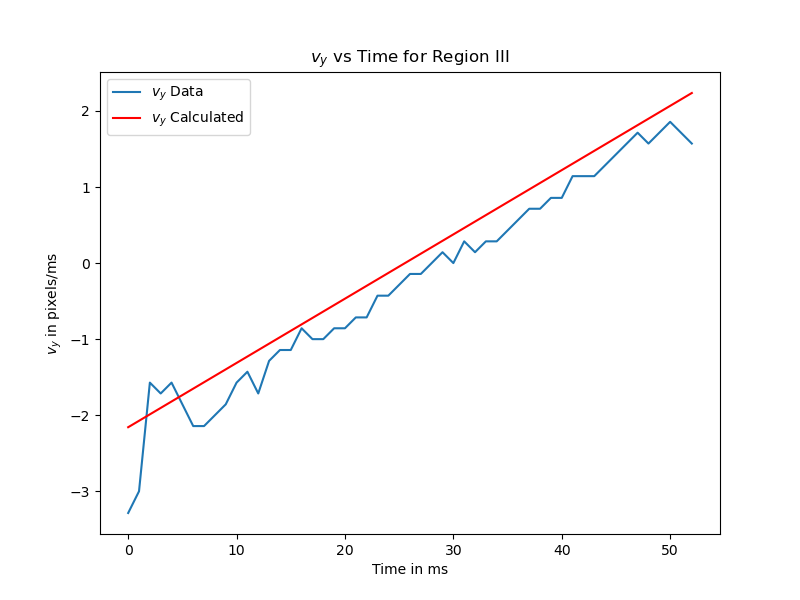 v_y vs Time for Region III
v_y Data
v_y Calculated
2
1
0
−1
−2
−3
v_y in pixels/ms
0 10 20 30 40 50
Time in ms